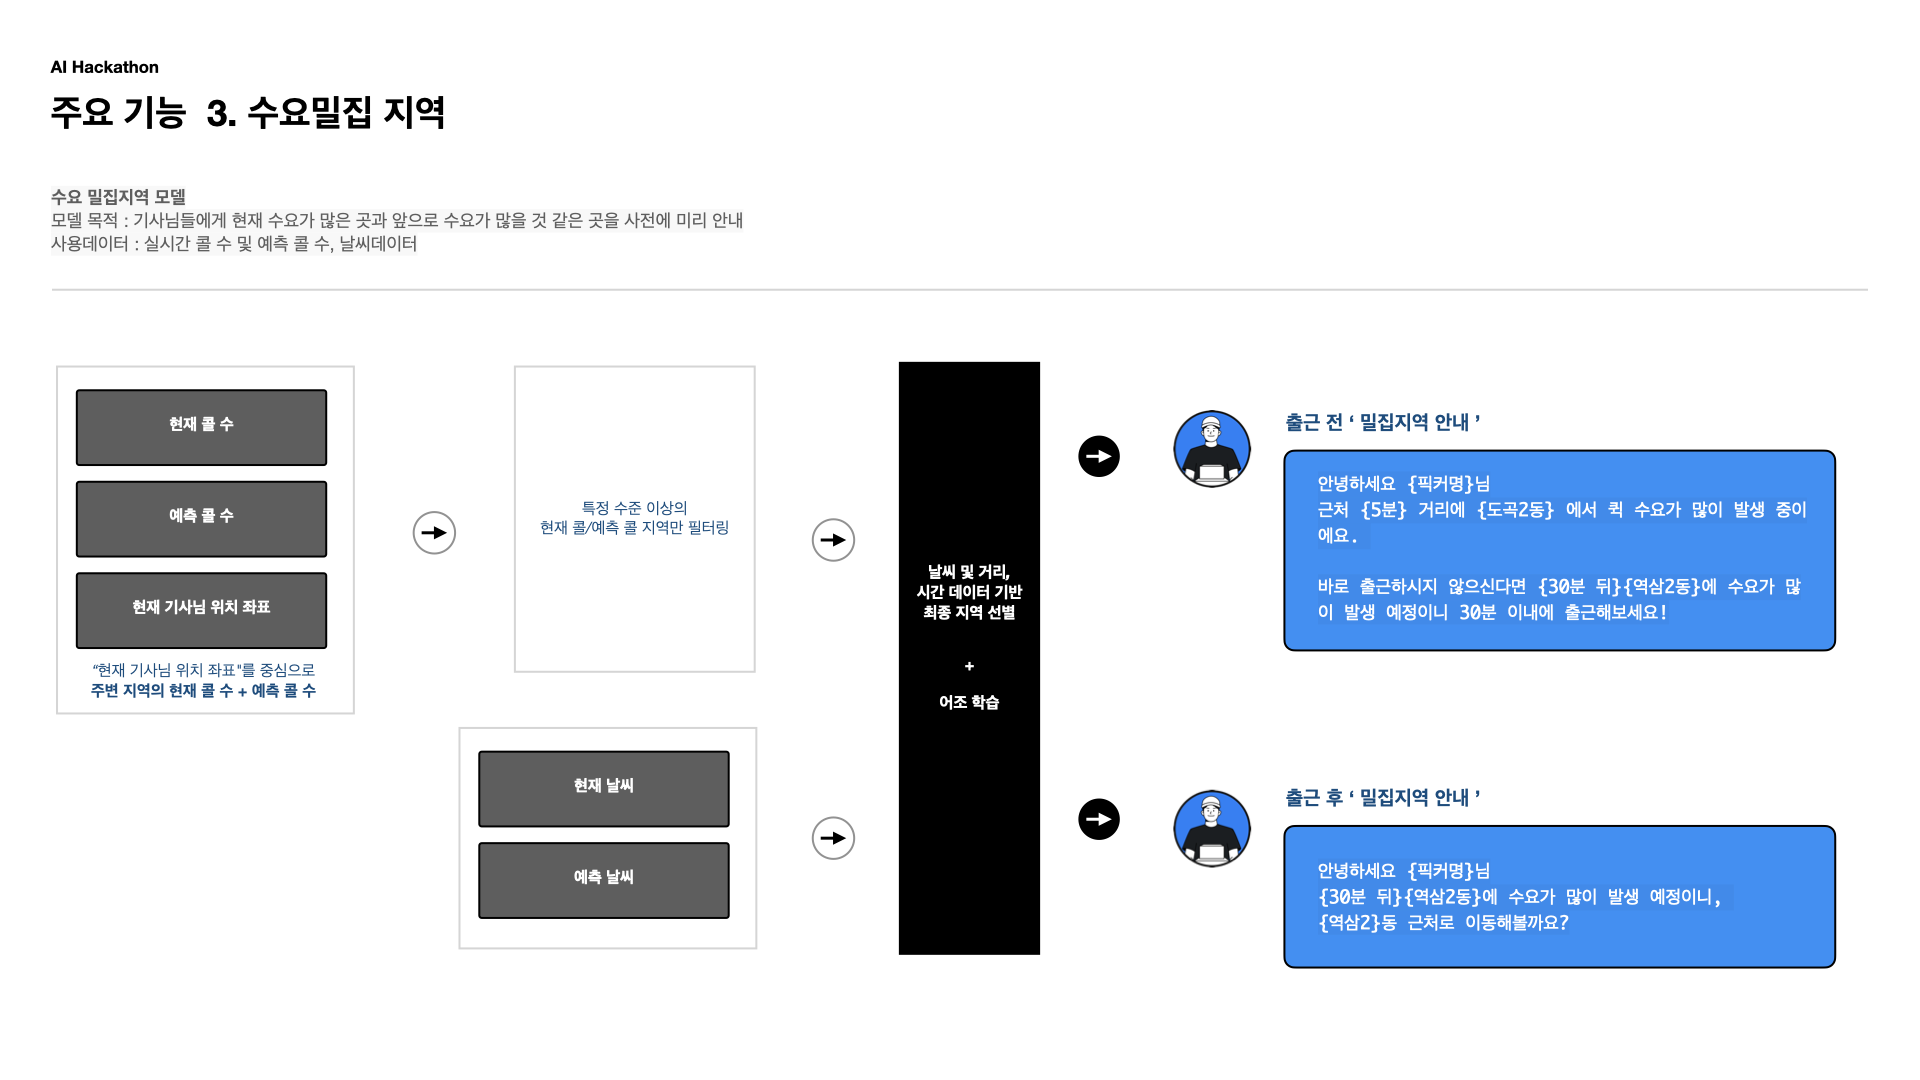 AI Hackathon
주요 기능  3. 수요밀집 지역
수요 밀집지역 모델
모델 목적 : 기사님들에게 현재 수요가 많은 곳과 앞으로 수요가 많을 것 같은 곳을 사전에 미리 안내
사용데이터 : 실시간 콜 수 및 예측 콜 수, 날씨데이터
현재 콜 수
예측 콜 수
현재 기사님 위치 좌표
“현재 기사님 위치 좌표"를 중심으로
주변 지역의 현재 콜 수 + 예측 콜 수
특정 수준 이상의
현재 콜/예측 콜 지역만 필터링
현재 날씨
예측 날씨
날씨 및 거리,
시간 데이터 기반
최종 지역 선별
+
어조 학습
출근 전 ‘ 밀집지역 안내 ’
안녕하세요 {픽커명}님
근처 {5분} 거리에 {도곡2동} 에서 퀵 수요가 많이 발생 중이
에요.
바로 출근하시지 않으신다면 {30분 뒤}{역삼2동}에 수요가 많
이 발생 예정이니 30분 이내에 출근해보세요!
출근 후 ‘ 밀집지역 안내 ’
안녕하세요 {픽커명}님
{30분 뒤}{역삼2동}에 수요가 많이 발생 예정이니,
{역삼2}동 근처로 이동해볼까요?